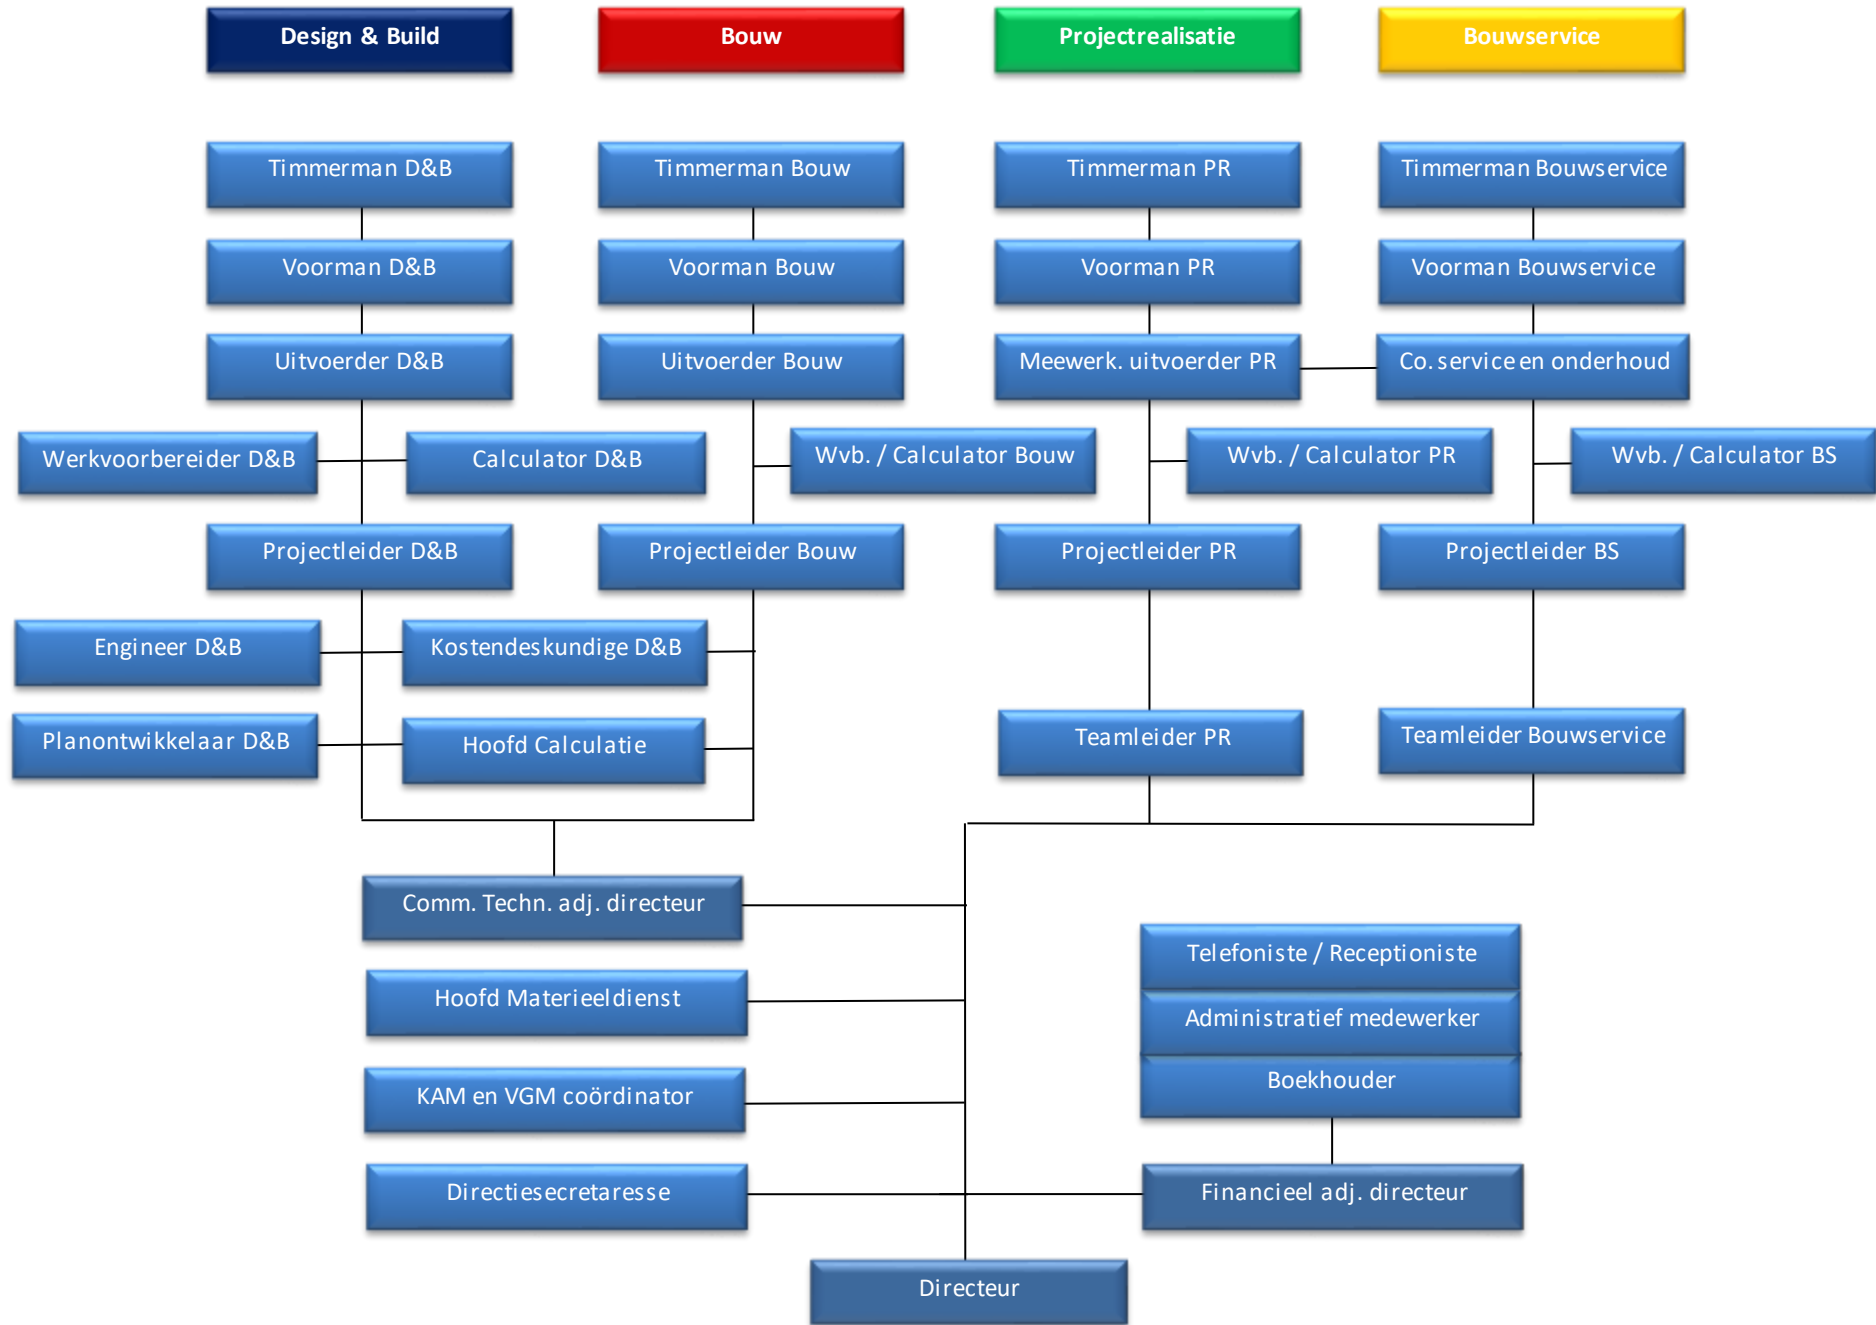 Design & Build
Bouw
Projectrealisatie
Bouwservice
Timmerman D&B
Timmerman Bouw
Timmerman PR
Timmerman Bouwservice
Voorman D&B
Voorman Bouw
Voorman PR
Voorman Bouwservice
Uitvoerder D&B
Uitvoerder Bouw
Meewerk. uitvoerder PR
Co. service en onderhoud
Werkvoorbereider D&B
Calculator D&B
Wvb. / Calculator Bouw
Wvb. / Calculator PR
Wvb. / Calculator BS
Projectleider D&B
Projectleider Bouw
Projectleider PR
Projectleider BS
Engineer D&B
Kostendeskundige D&B
Planontwikkelaar D&B
Hoofd Calculatie
Teamleider PR
Teamleider Bouwservice
Comm. Techn. adj. directeur
Telefoniste / Receptioniste
Hoofd Materieeldienst
Administratief medewerker
Boekhouder
KAM en VGM coördinator
Directiesecretaresse
Financieel adj. directeur
Directeur